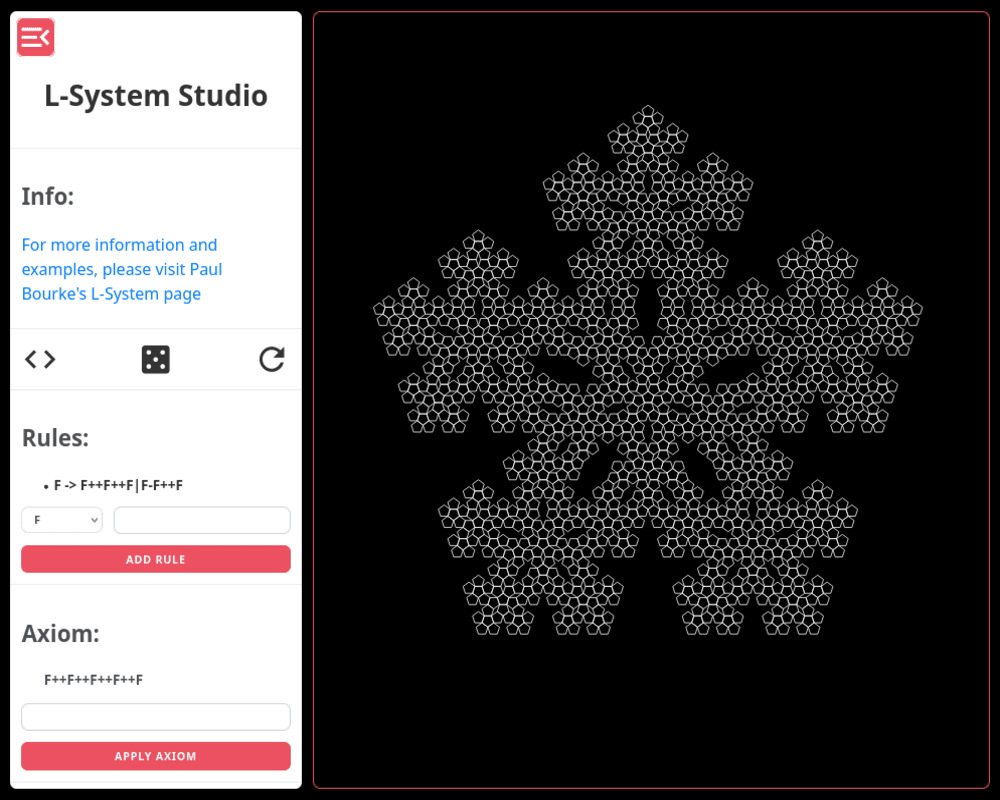 L-System Studio
Info:
For more information and
examples, please visit Paul
Bourke's L-System page
Rules:
• F -> F++F++F|F-F++F
F
ADD RULE
Axiom:
F++F++F++F++F
APPLY AXIOM